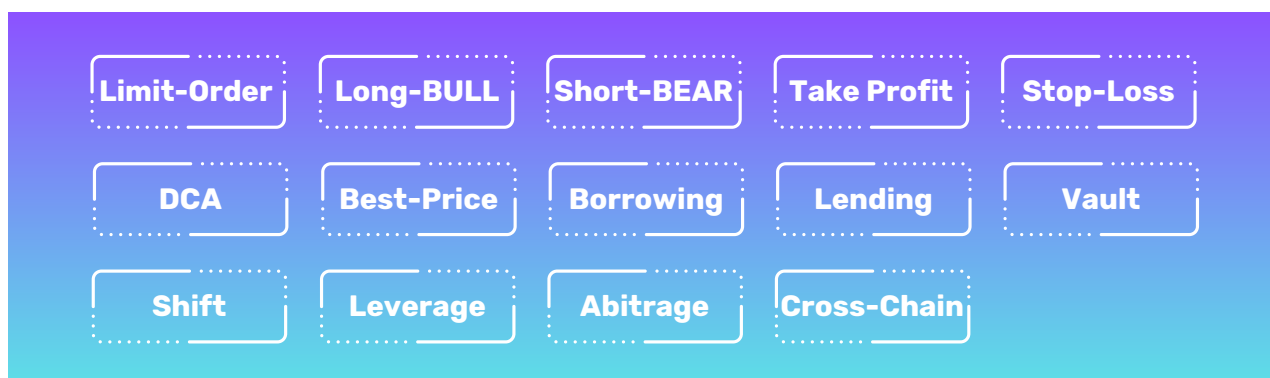 Limit-Order Long-BULL Short-BEAR Take Profit Stop-Loss
DCA Best-Price Borrowing Lending Vault
Shift Leverage Abitrage Cross-Chain